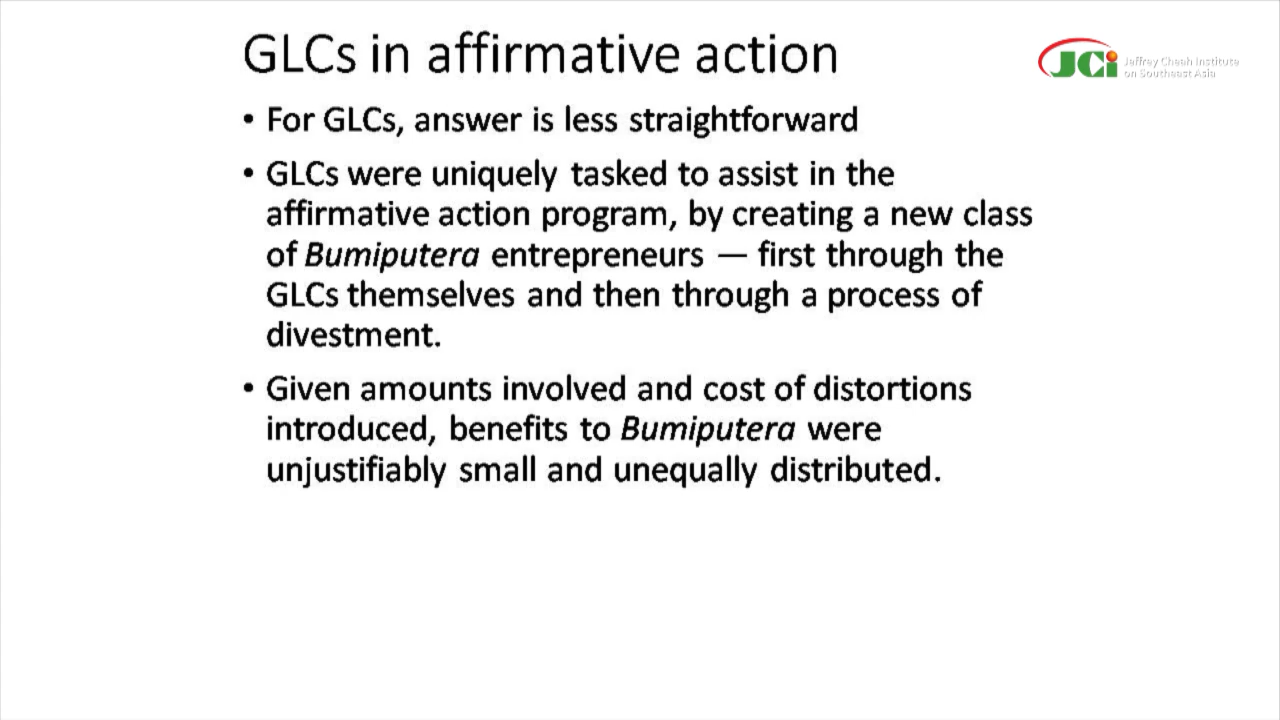 GLCs in affirmative action
JCi Jeffrey Cheah Institute
on Southeast Asia
• For GLCs, answer is less straightforward
• GLCs were uniquely tasked to assist in the
affirmative action program, by creating a new class
of Bumiputera entrepreneurs — first through the
GLCs themselves and then through a process of
divestment.
• Given amounts involved and cost of distortions
introduced, benefits to Bumiputera were
unjustifiably small and unequally distributed.